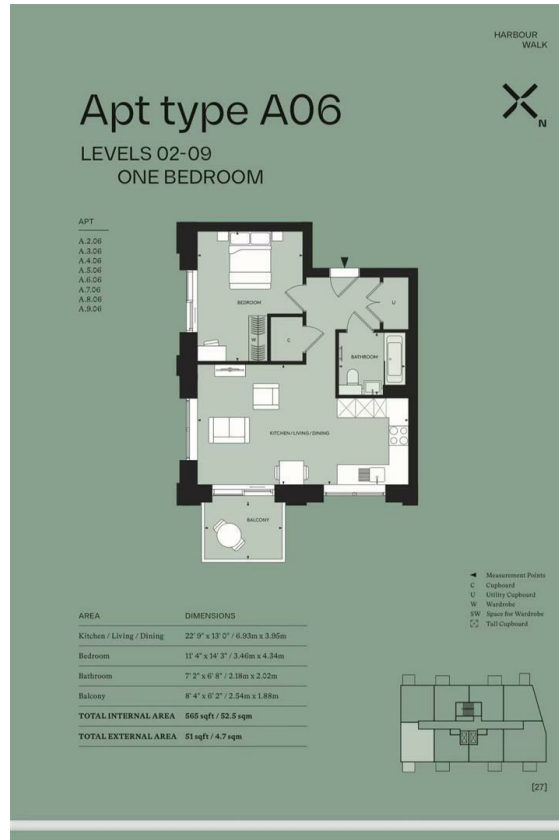 HARBOUR
WALK
Apt type A06
N
LEVELS 02-09
ONE BEDROOM
APT
A.2.06
A.3.06
A.4.06
A.5.06
A.6.06
A.7.06
A.8.06
A.9.06
BEDROOM
U
W
C
BATHROOM
KITCHEN / LIVING / DINING
BALCONY
Measurement Points
C Cupboard
U Utility Cupboard
W Wardrobe
SW Space for Wardrobe
Tall Cupboard
AREA DIMENSIONS
Kitchen / Living / Dining 22' 9" x 13' 0" / 6.93m x 3.95m
Bedroom 11' 4" x 14' 3" / 3.46m x 4.34m
Bathroom 7' 2" x 6' 8" / 2.18m x 2.02m
Balcony 8' 4" x 6' 2" / 2.54m x 1.88m
TOTAL INTERNAL AREA 565 sqft / 52.5 sqm
TOTAL EXTERNAL AREA 51 sqft / 4.7 sqm
[27]